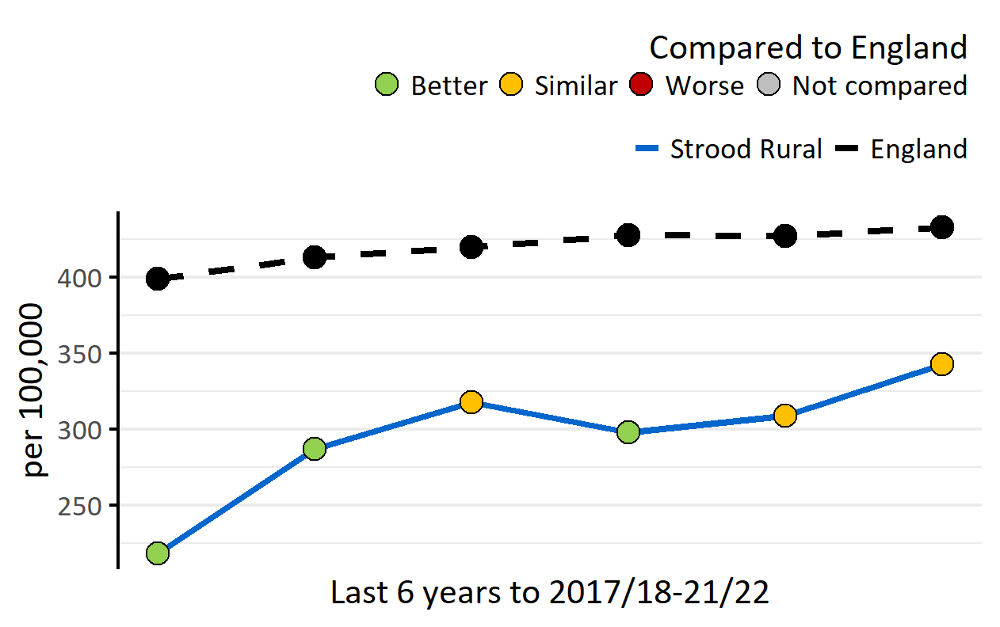 Compared to England
Better Similar Worse Not compared
Strood Rural England
400
350
300
250
per 100,000
Last 6 years to 2017/18-21/22